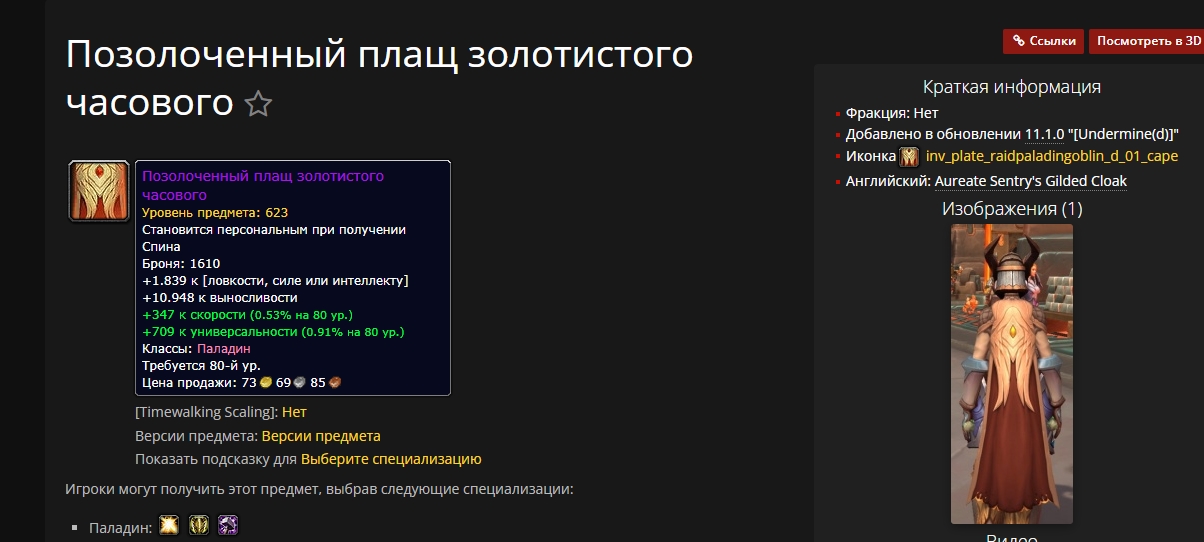 Позолоченный плащ золотистого
часового
Ссылки
Посмотреть в 3D
Позолоченный плащ золотистого
часового
Уровень предмета: 623
Становится персональным при получении
Спина
Броня: 1610
+1.839 к [ловкости, силе или интеллекту]
+10.948 к выносливости
+347 к скорости (0.53% на 80 ур.)
+709 к универсальности (0.91% на 80 ур.)
Классы: Паладин
Требуется 80-й ур.
Цена продажи: 73 69 85
[Timewalking Scaling]: Нет
Версии предмета: Версии предмета
Показать подсказку для Выберите специализацию
Игроки могут получить этот предмет, выбрав следующие специализации:
Паладин:
Краткая информация
Фракция: Нет
Добавлено в обновлении 11.1.0 "[Undermine(d)]"
Иконка inv_plate_raidpaladingoblin_d_01_cape
Английский: Aureate Sentry's Gilded Cloak
Изображения (1)
Видео